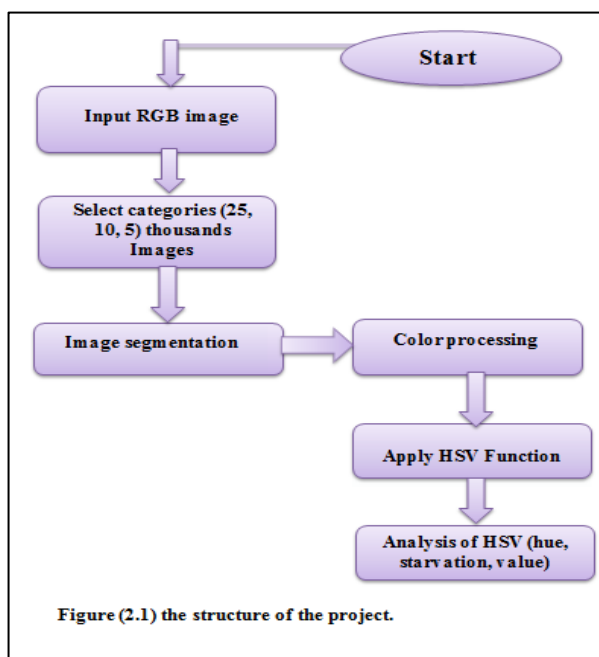 Start
Input RGB image
Select categories (25,
10, 5) thousands
Images
Image segmentation
Color processing
Apply HSV Function
Analysis of HSV (hue,
starvation, value)
Figure (2.1) the structure of the project.